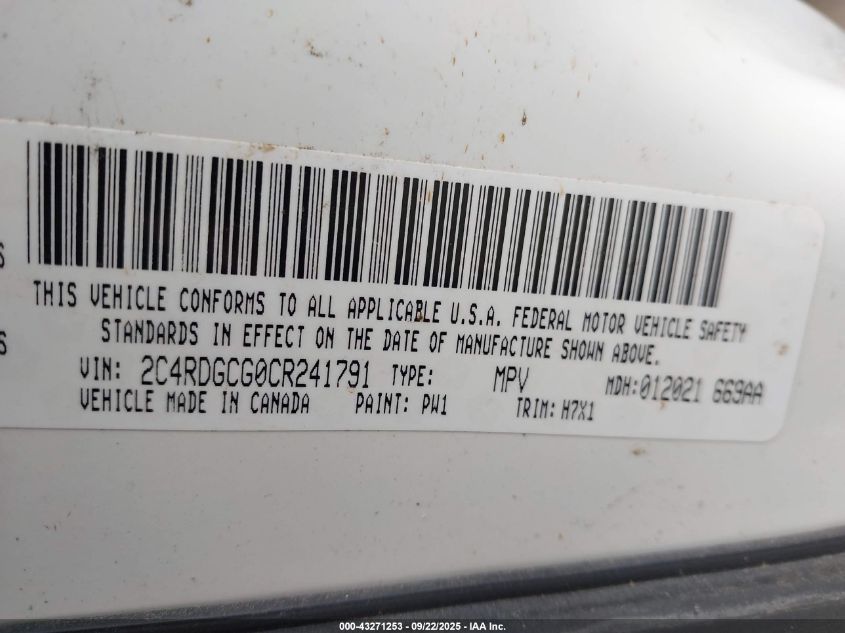 S
THIS VEHICLE CONFORMS TO ALL APPLICABLE U.S.A. FEDERAL MOTOR VEHICLE SAFETY
S
STANDARDS IN EFFECT ON THE DATE OF MANUFACTURE SHOWN ABOVE.
VIN: 2C4RDGCG0CR241791 TYPE: MPV MDH:012021 669AA
VEHICLE MADE IN CANADA PAINT: PW1 TRIM: H7X1
000-43271253 - 09/22/2025 - IAA Inc.